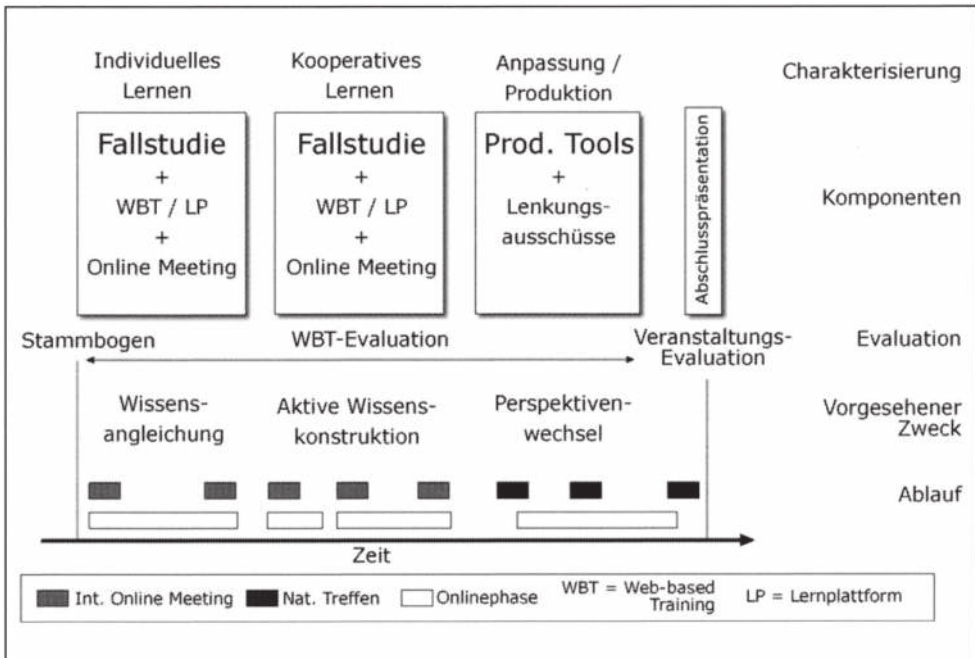 Individuelles
Lernen
Kooperatives
Lernen
Anpassung /
Produktion
Charakterisierung
Fallstudie
+
WBT / LP
+
Online Meeting
Fallstudie
+
WBT / LP
+
Online Meeting
Prod. Tools
+
Lenkungs-
ausschüsse
Abschlusspräsentation
Komponenten
Stammbogen
WBT-Evaluation
Veranstaltungs-
Evaluation
Evaluation
Wissens-
angleichung
Aktive Wissens-
konstruktion
Perspektiven-
wechsel
Vorgesehener
Zweck
Ablauf
Zeit
Int. Online Meeting
Nat. Treffen
Onlinephase
WBT = Web-based
Training
LP = Lernplattform